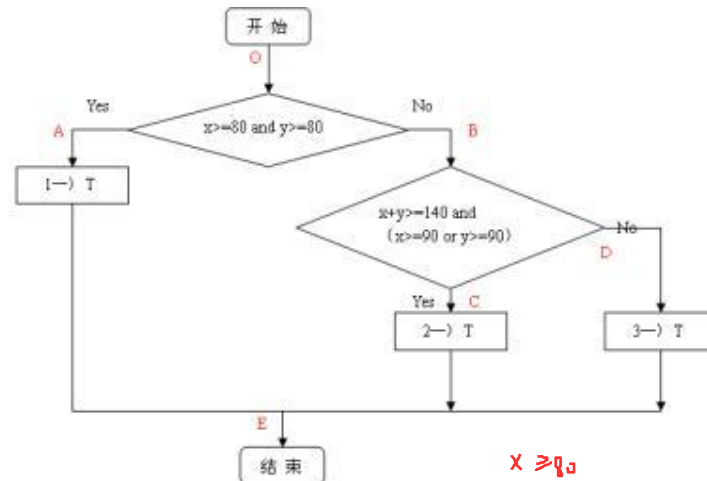 开 始
O
Yes
No
A
x>=80 and y>=80
B
1—) T
x+y>=140 and
(x>=90 or y>=90)
No
D
Yes
C
2—) T
3—) T
E
结 束
x ≥90